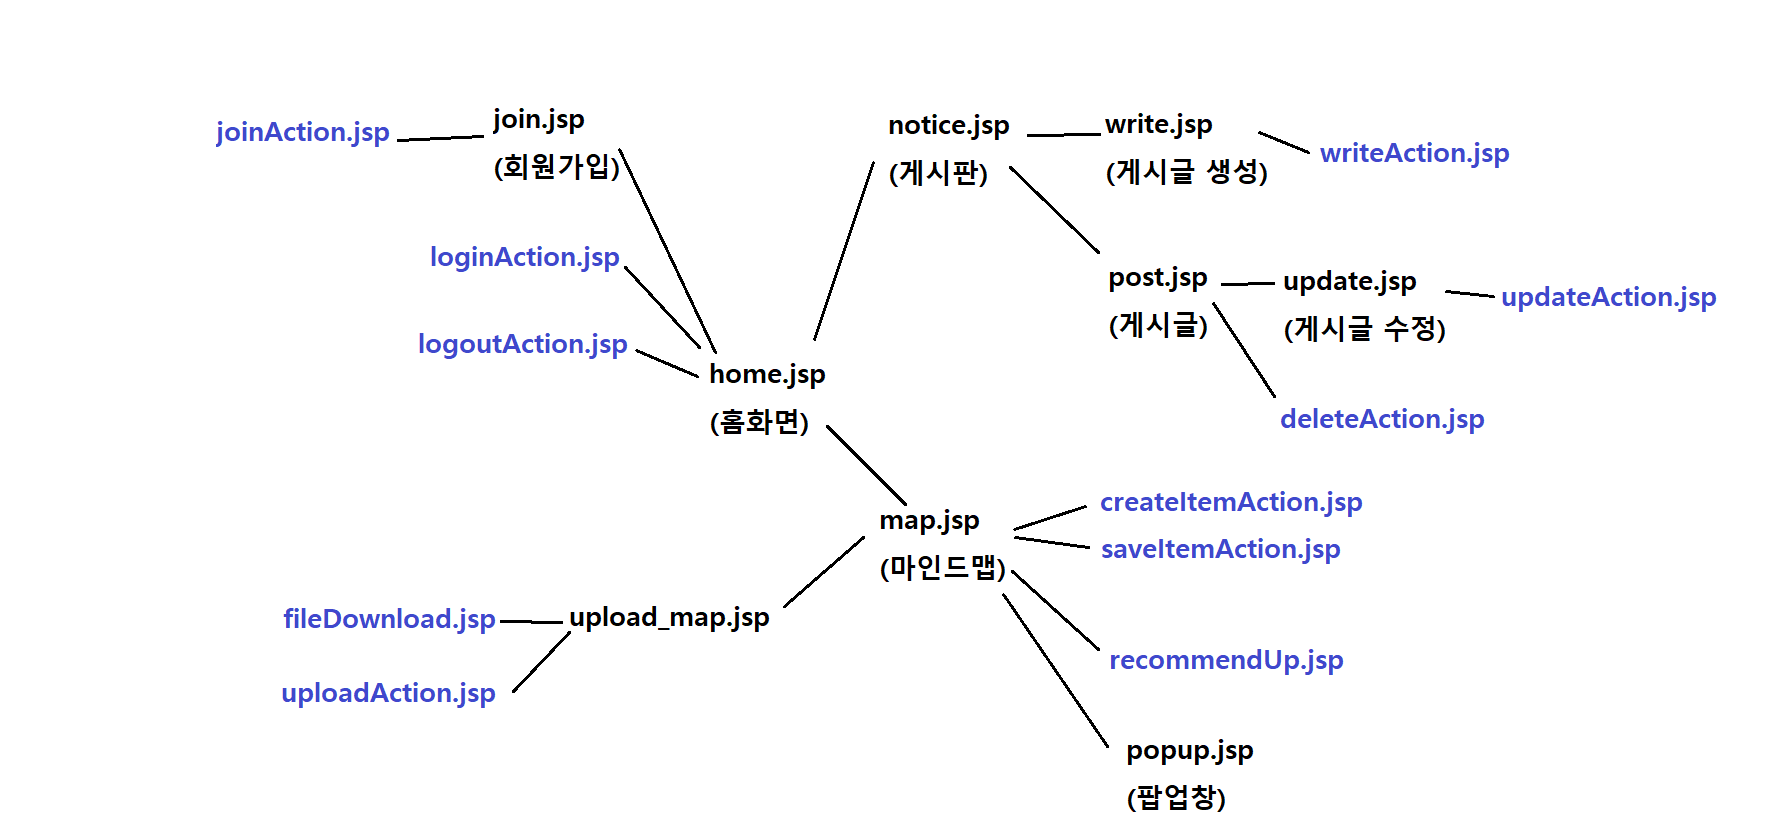 joinAction.jsp
join.jsp
(회원가입)
loginAction.jsp
logoutAction.jsp
home.jsp
(홈화면)
notice.jsp
(게시판)
write.jsp
(게시글 생성)
writeAction.jsp
post.jsp
(게시글)
update.jsp
(게시글 수정)
updateAction.jsp
deleteAction.jsp
map.jsp
(마인드맵)
createItemAction.jsp
saveItemAction.jsp
recommendUp.jsp
popup.jsp
(팝업창)
upload_map.jsp
fileDownload.jsp
uploadAction.jsp